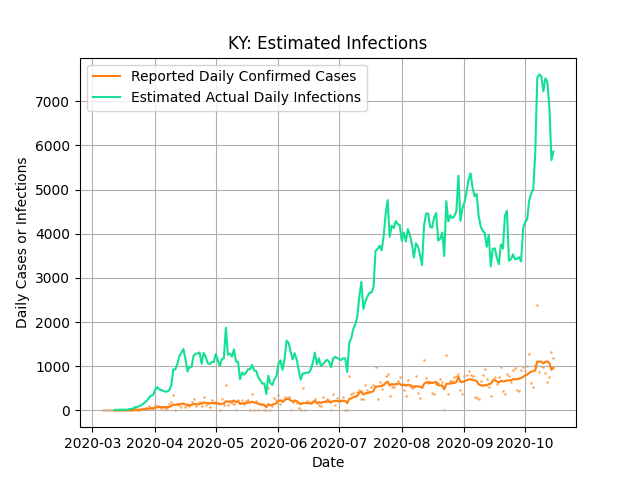 KY: Estimated Infections
Reported Daily Confirmed Cases
Estimated Actual Daily Infections
Daily Cases or Infections
7000
6000
5000
4000
3000
2000
1000
0
2020-03 2020-04 2020-05 2020-06 2020-07 2020-08 2020-09 2020-10
Date